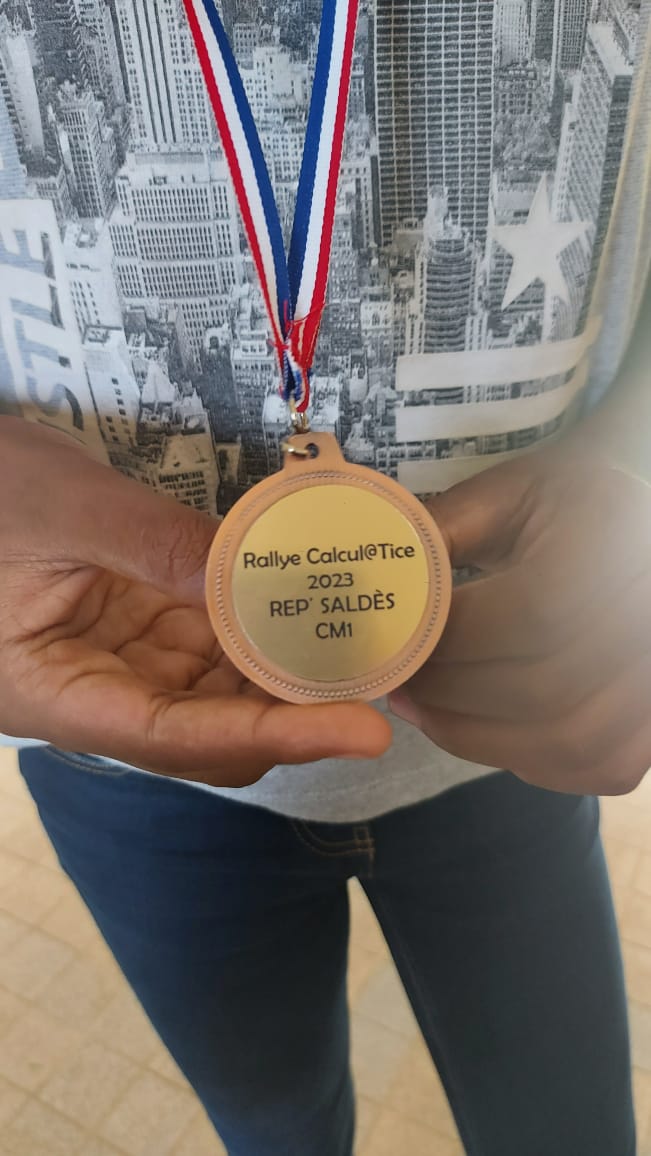 Rallye Calcul@Tice
2023
REP⁺ SALDÈS
CM1